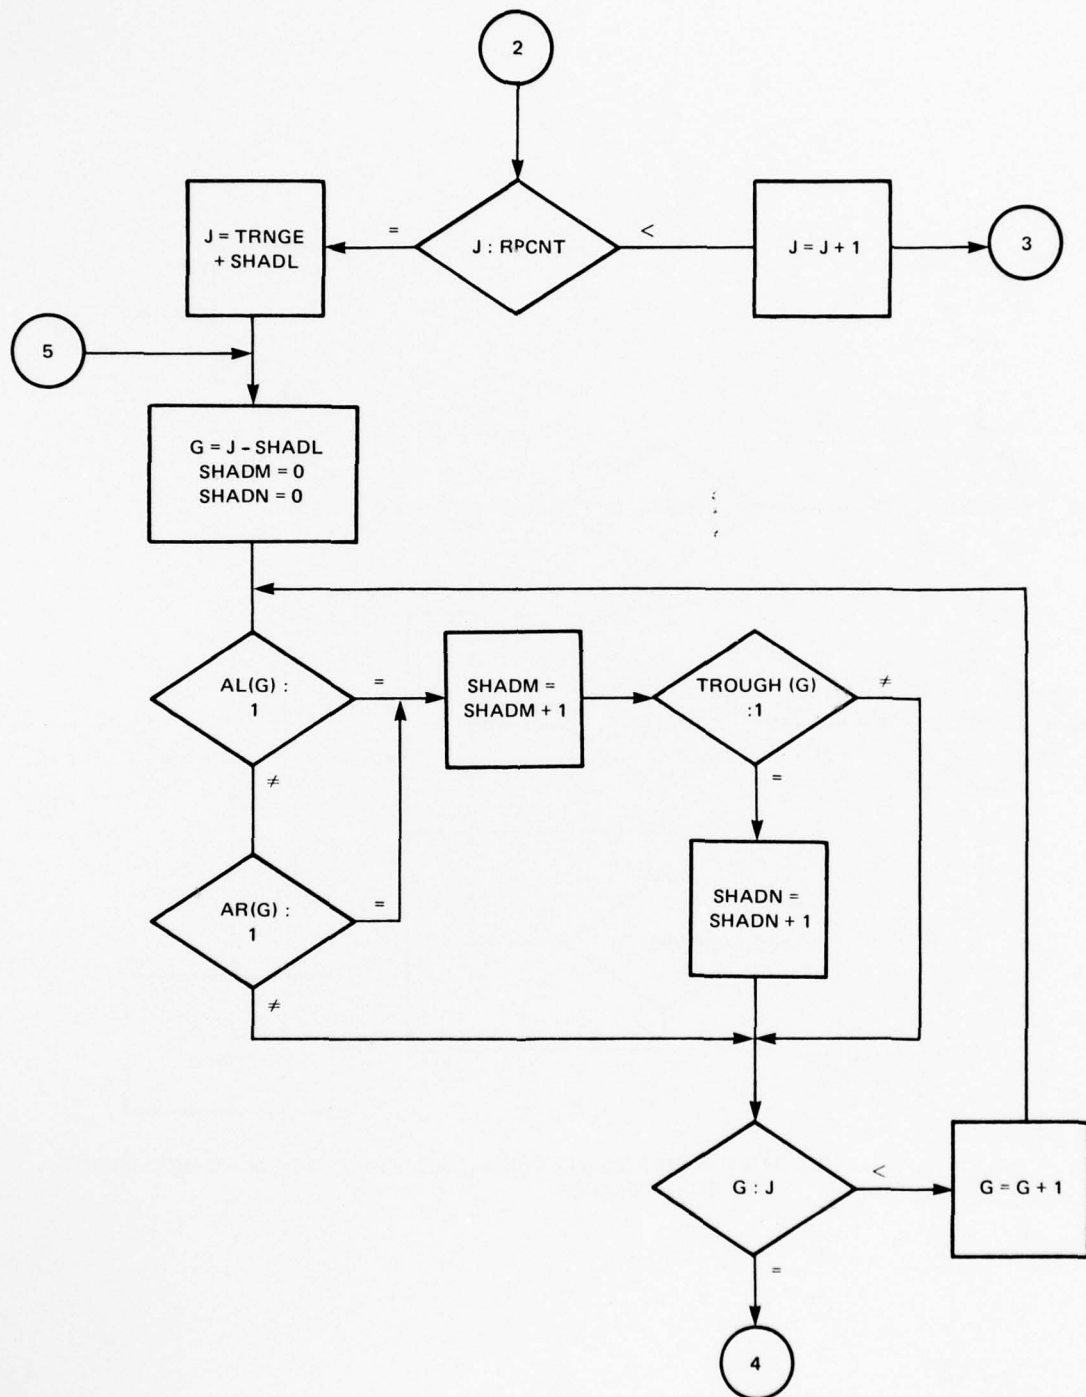 2
J = TRNGE
+ SHADL
=
J : RPCNT
<
J = J + 1
3
5
G = J - SHADL
SHADM = 0
SHADN = 0
AL(G) :
1
=
SHADM =
SHADM + 1
TROUGH (G)
:1
≠
≠
=
AR(G) :
1
=
SHADN =
SHADN + 1
≠
G : J
<
G = G + 1
=
4